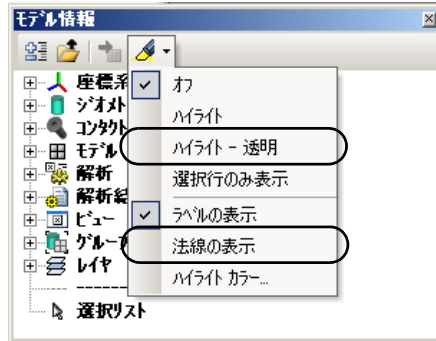 モデル情報
座標系
オフ
ジオメト
ハイライト
コンタクト
モデル
ハイライト - 透明
解析
選択行のみ表示
解析結
ビュー
ラベルの表示
グループ
法線の表示
レイヤ
ハイライト カラー...
選択リスト